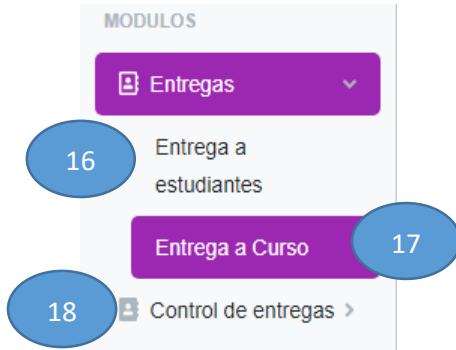 MODULOS
Entregas
16
Entrega a
estudiantes
Entrega a Curso
17
18
Control de entregas